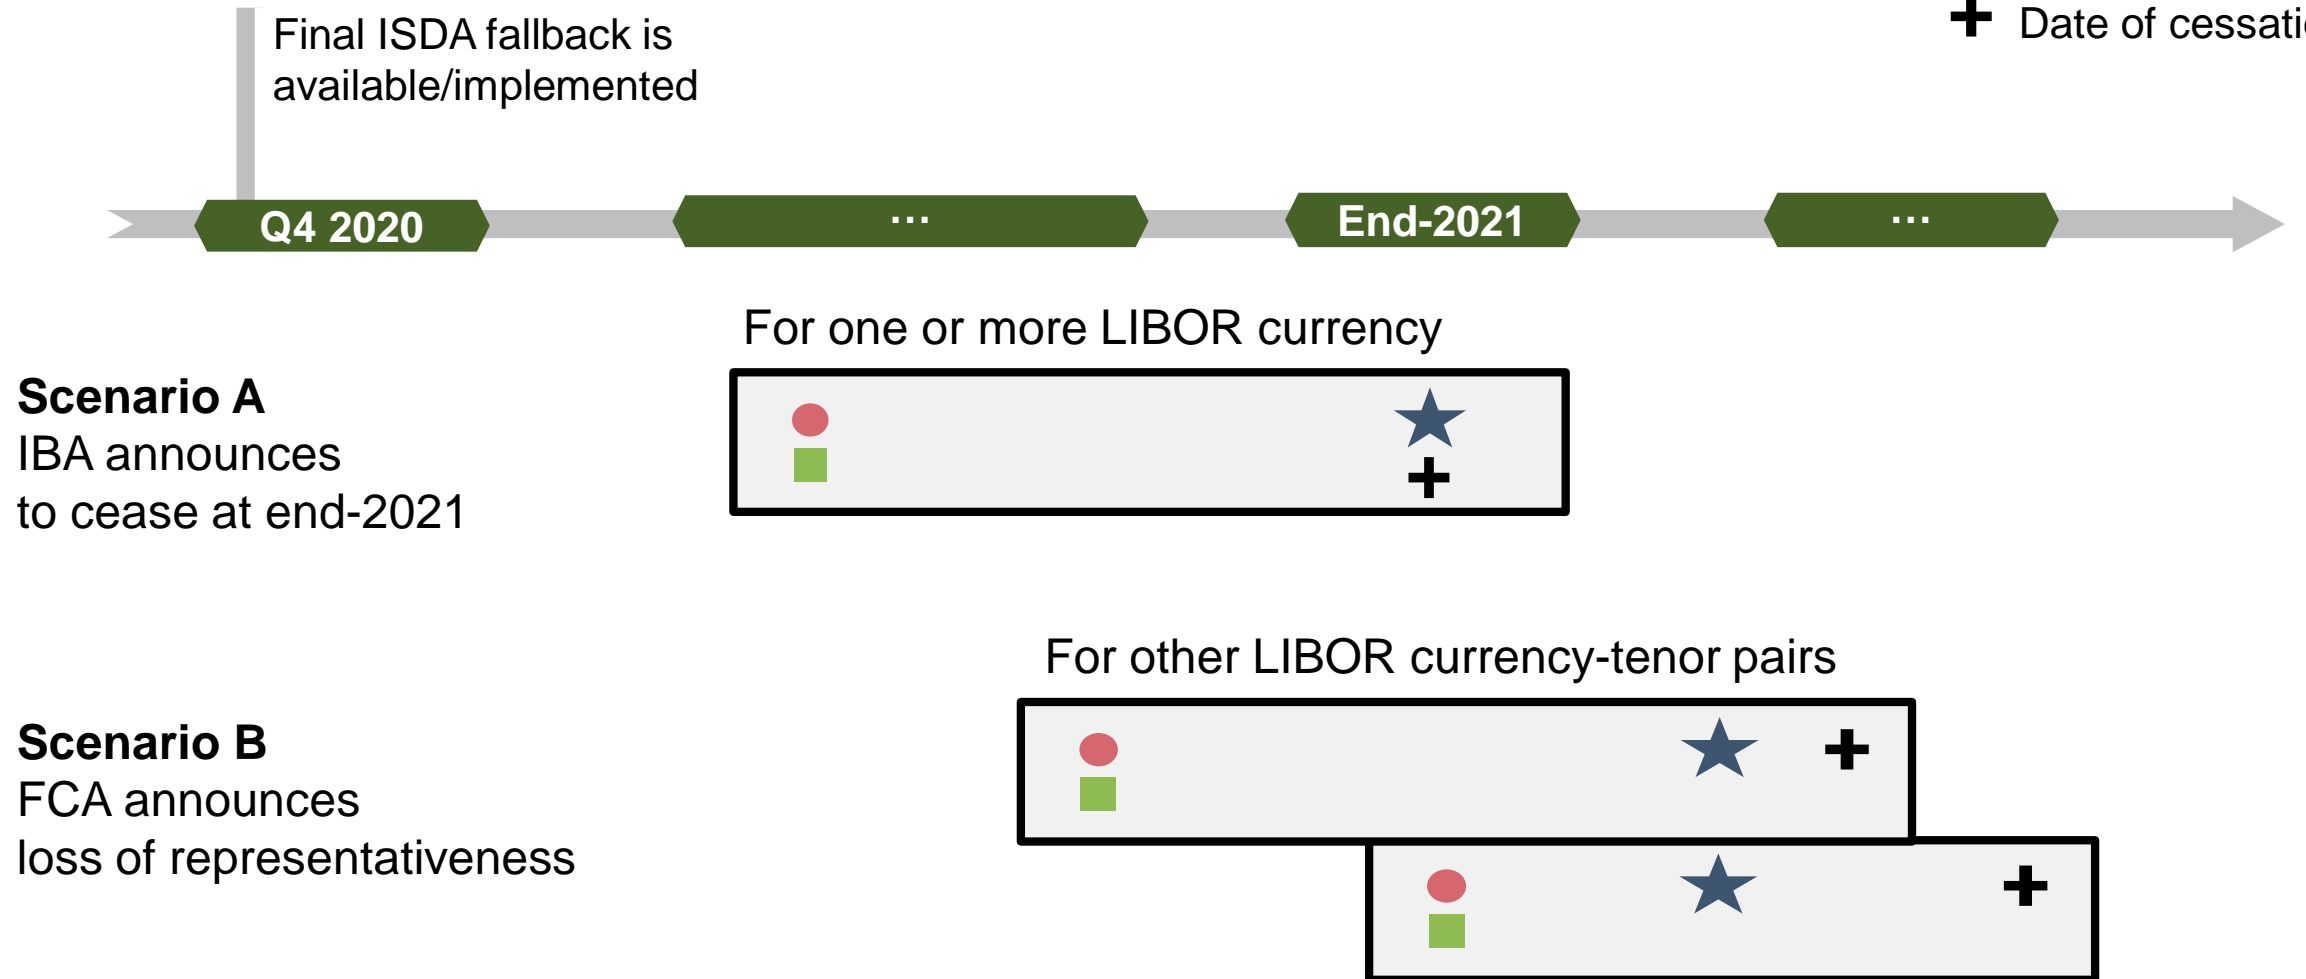 Final ISDA fallback is
available/implemented
Date of
Q4 2020
...
End-2021
...
For one or more LIBOR currency
Scenario A
IBA announces
to cease at end-2021
For other LIBOR currency-tenor pairs
Scenario B
FCA announces
loss of representativeness